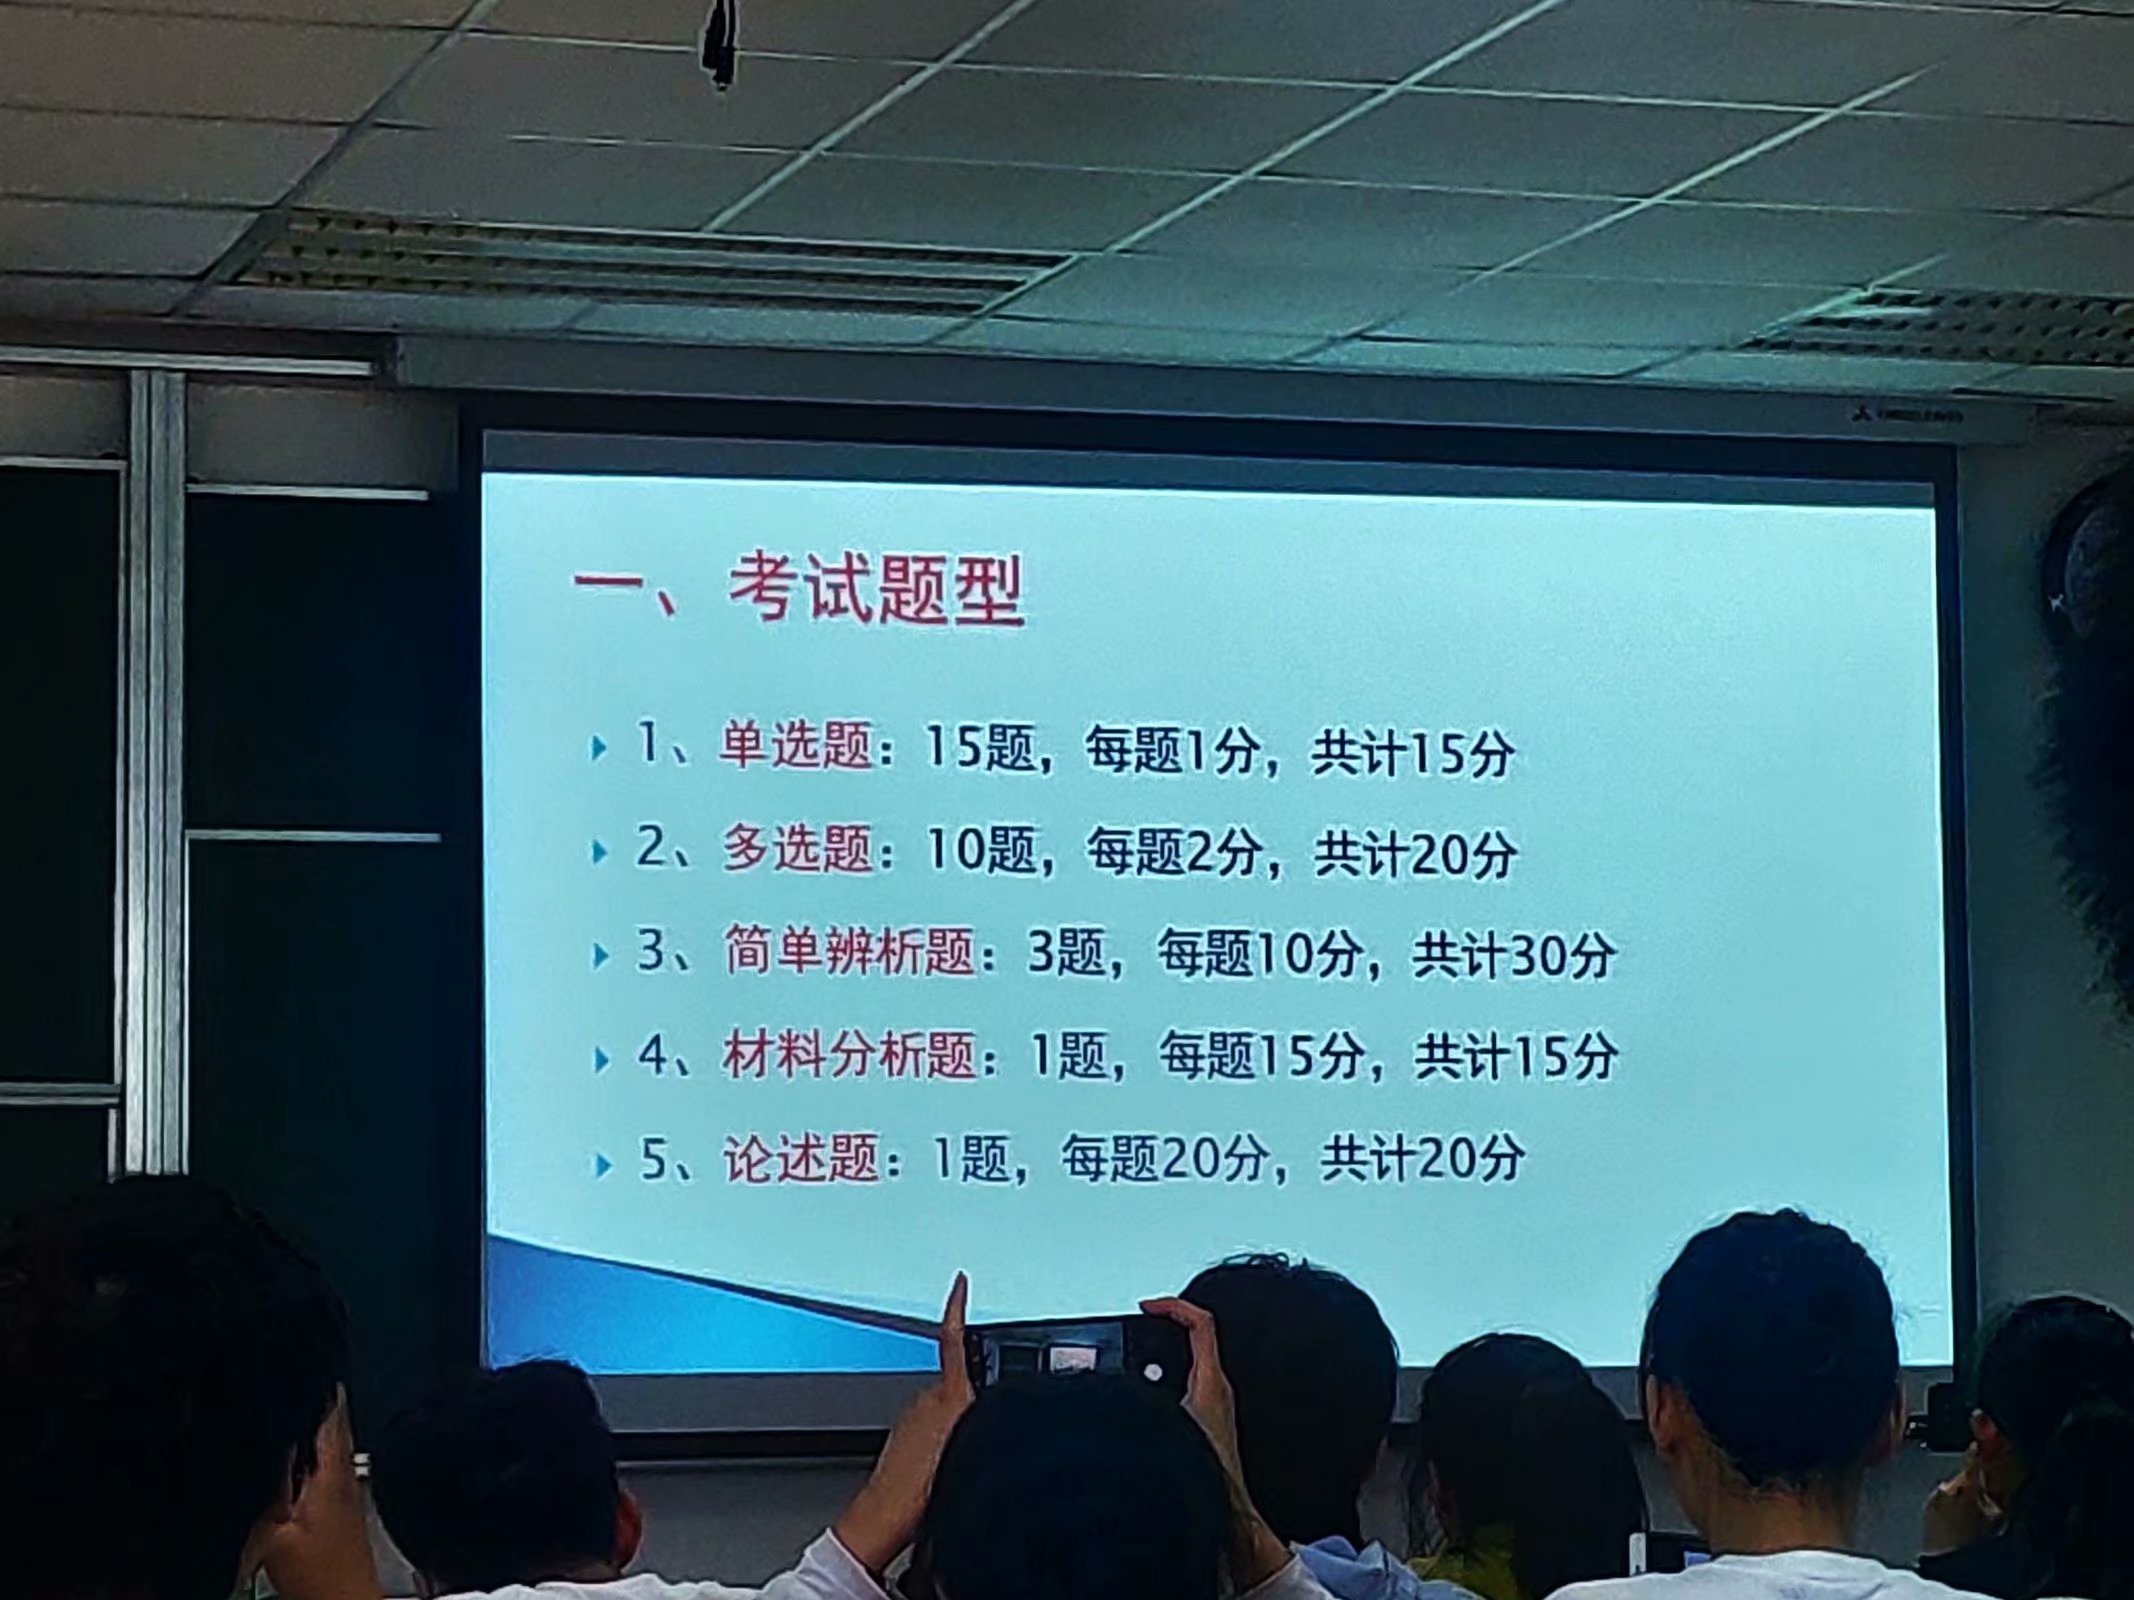 一、考试题型
1、单选题：15题，每题1分，共计15分
2、多选题：10题，每题2分，共计20分
3、简单辨析题：3题，每题10分，共计30分
4、材料分析题：1题，每题15分，共计15分
5、论述题：1题，每题20分，共计20分